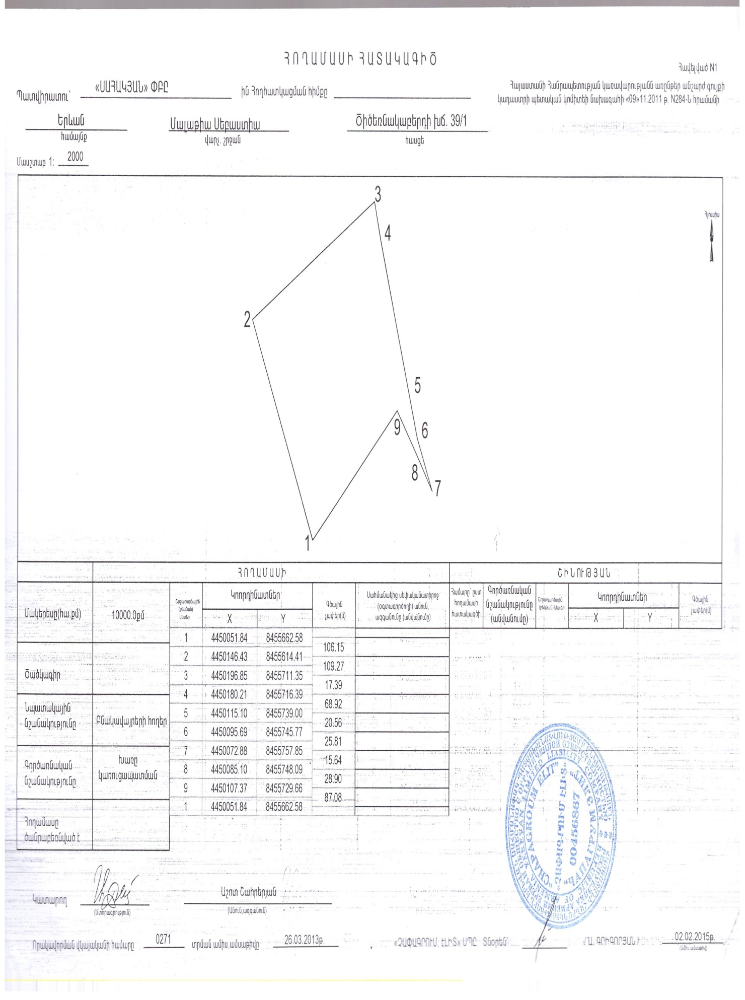 ՀՈՂԱՄԱՍԻ ՀԱՏԱԿԱԳԻԾ
Հավելված N1
Հայաստանի Հանրապետության կառավարությանն առընթեր անշարժ գույքի
կադաստրի պետական կոմիտեի նախագահի «09»11.2011 թ. N284-Ն հրամանի
Պատվիրատու՝ «ՍԱՀԱԿՅԱՆ» ՓԲԸ ին Հողհատկացման հիմքը
Երևան Մալաթիա Սեբաստիա Ծիծեռնակաբերդի խճ. 39/1
համայնք վարչ. շրջան հասցե
Մասշտաբ 1: 2000
Հյուսիս
3
4
2
5
9
6
8
7
1
ՀՈՂԱՄԱՍԻ ՇԻՆՈՒԹՅԱՆ
Մակերեսը(հա.քմ) 10000.0քմ
Շրջադարձային (բեկման) կետեր
Կոորդինատներ
X Y
Գծային չափեր(մ)
Սահմանակից սեփականատիրոջ (օգտագործողի) անուն, ազգանունը (անվանումը)
Համարը՝ ըստ հողամասի հատակագծի
Գործառնական նշանակությունը (անվանումը)
Շրջադարձային (բեկման) կետեր
Կոորդինատներ
X Y
Գծային չափեր(մ)
1 4450051.84 8455662.58
106.15
2 4450146.43 8455614.41
109.27
3 4450196.85 8455711.35
17.39
4 4450180.21 8455716.39
68.92
5 4450115.10 8455739.00
20.56
6 4450095.69 8455745.77
25.81
7 4450072.88 8455757.85
15.64
8 4450085.10 8455748.09
28.90
9 4450107.37 8455729.66
87.08
1 4450051.84 8455662.58
Ծածկագիր
Նպատակային նշանակությունը Բնակավայրերի հողեր
Գործառնական նշանակությունը Խառը կառուցապատման
Հողամասը ծանրաբեռնված է
"CHAPAGROUM ELIT"
«ՉԱՓԱԳՐՈՒՄ ԷԼԻՏ»
00456867
LIMITED LIABILITY COMPANY
Կատարող Աշոտ Շահրերյան
(Ստորագրություն) (Անուն,ազգանուն)
Որակավորման վկայականի համարը 0271 տրման ամիս,ամսաթիվը 26.03.2013թ.
«ՉԱՓԱԳՐՈՒՄ ԷԼԻՏ» ՍՊԸ Տնօրեն՝ Ա. ԳՐԻԳՈՐՅԱՆ 02.02.2015թ.
(Ամիս,ամսաթիվ)